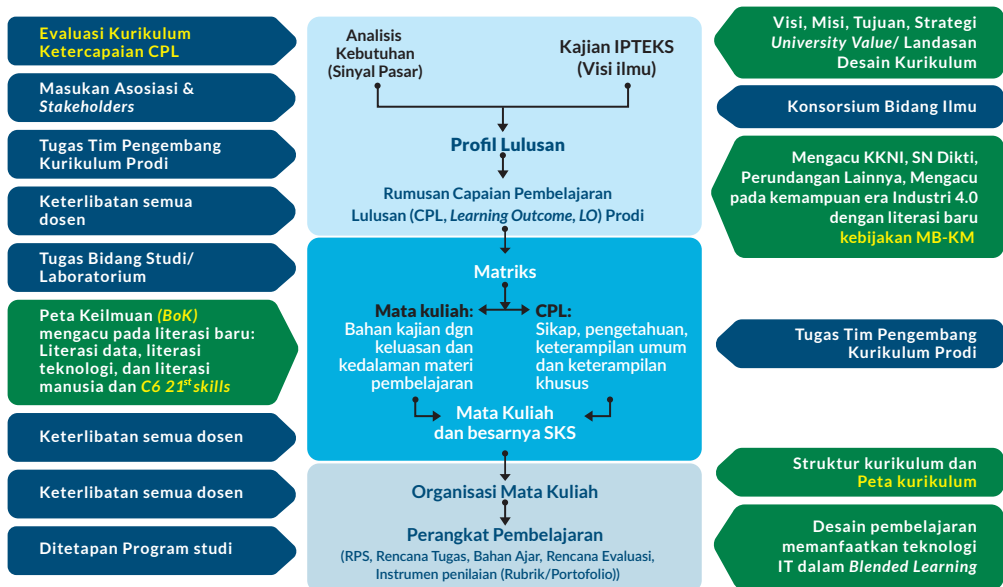 Evaluasi Kurikulum
Ketercapaian CPL
Masukan Asosiasi &
Stakeholders
Tugas Tim Pengembang
Kurikulum Prodi
Keterlibatan semua
dosen
Tugas Bidang Studi/
Laboratorium
Peta Keilmuan (BoK)
mengacu pada literasi baru:
Literasi data, literasi
teknologi, dan literasi
manusia dan C6 21st skills
Keterlibatan semua dosen
Keterlibatan semua dosen
Ditetapan Program studi
Analisis
Kebutuhan
(Sinyal Pasar)
Kajian IPTEKS
(Visi ilmu)
Profil Lulusan
Rumusan Capaian Pembelajaran
Lulusan (CPL, Learning Outcome, LO) Prodi
Matriks
Mata kuliah:
Bahan kajian dgn
keluasan dan
kedalaman materi
pembelajaran
CPL:
Sikap, pengetahuan,
keterampilan umum
dan keterampilan
khusus
Mata Kuliah
dan besarnya SKS
Organisasi Mata Kuliah
Perangkat Pembelajaran
(RPS, Rencana Tugas, Bahan Ajar, Rencana Evaluasi,
Instrumen penilaian (Rubrik/Portofolio))
Visi, Misi, Tujuan, Strategi
University Value/ Landasan
Desain Kurikulum
Konsorsium Bidang Ilmu
Mengacu KKNI, SN Dikti,
Perundangan Lainnya, Mengacu
pada kemampuan era Industri 4.0
dengan literasi baru
kebijakan MB-KM
Tugas Tim Pengembang
Kurikulum Prodi
Struktur kurikulum dan
Peta kurikulum
Desain pembelajaran
memanfaatkan teknologi
IT dalam Blended Learning